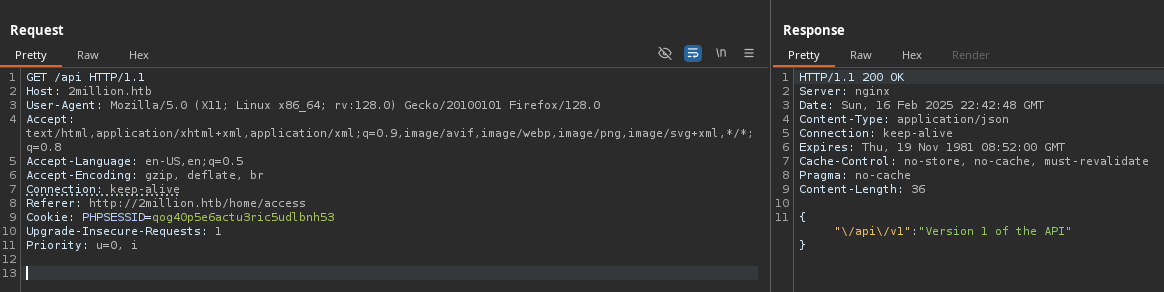 Request
Pretty Raw Hex
\n
1 GET /api HTTP/1.1
2 Host: 2million.htb
3 User-Agent: Mozilla/5.0 (X11; Linux x86_64; rv:128.0) Gecko/20100101 Firefox/128.0
4 Accept:
text/html,application/xhtml+xml,application/xml;q=0.9,image/avif,image/webp,image/png,image/svg+xml,*/*;
q=0.8
5 Accept-Language: en-US,en;q=0.5
6 Accept-Encoding: gzip, deflate, br
7 Connection: keep-alive
8 Referer: http://2million.htb/home/access
9 Cookie: PHPSESSID=qog40p5e6actu3ric5udlbnh53
10 Upgrade-Insecure-Requests: 1
11 Priority: u=0, i
12
13
Response
Pretty Raw Hex Render
1 HTTP/1.1 200 OK
2 Server: nginx
3 Date: Sun, 16 Feb 2025 22:42:48 GMT
4 Content-Type: application/json
5 Connection: keep-alive
6 Expires: Thu, 19 Nov 1981 08:52:00 GMT
7 Cache-Control: no-store, no-cache, must-revalidate
8 Pragma: no-cache
9 Content-Length: 36
10
11 {
"\/api\/v1":"Version 1 of the API"
}